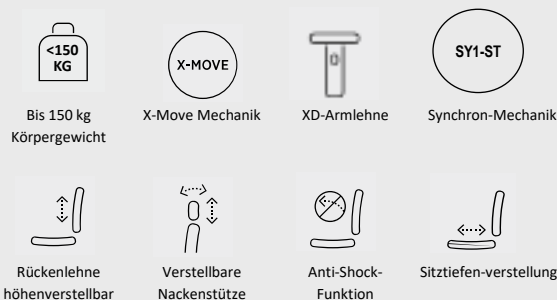 <150
KG
X-MOVE
SY1-ST
Bis 150 kg
Körpergewicht
X-Move Mechanik
XD-Armlehne
Synchron-Mechanik
Rückenlehne
höhenverstellbar
Verstellbare
Nackenstütze
Anti-Shock-
Funktion
Sitztiefen-verstellung